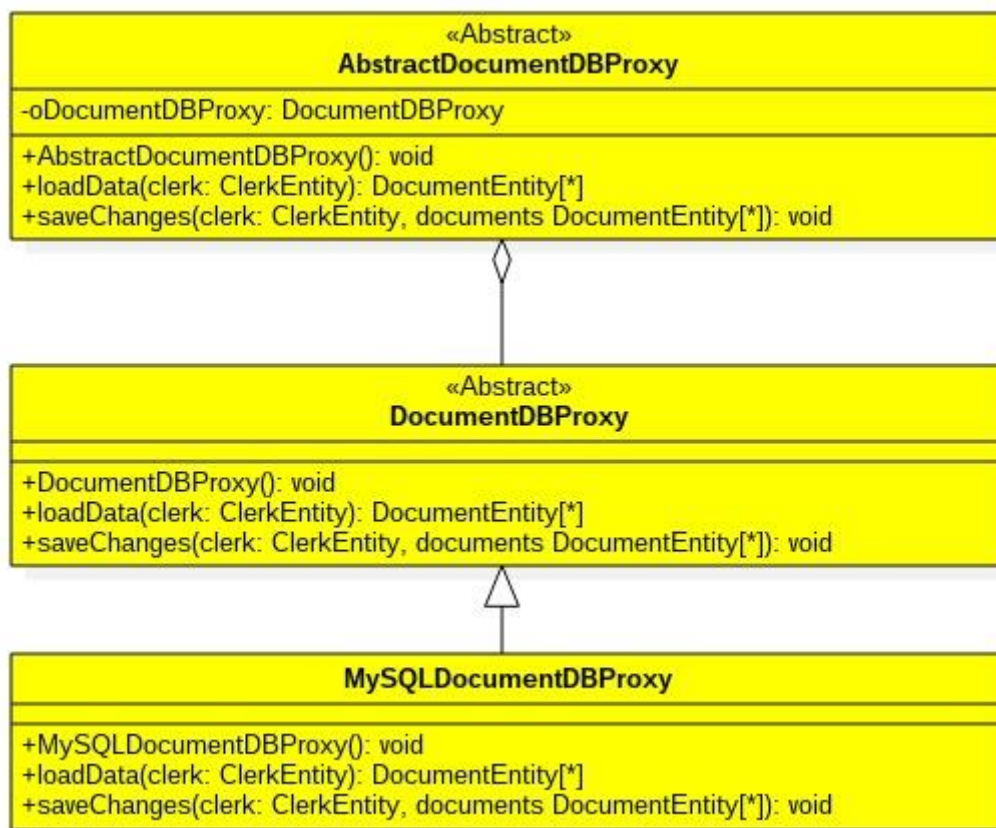 «Abstract»
AbstractDocumentDBProxy
-oDocumentDBProxy: DocumentDBProxy
+AbstractDocumentDBProxy(): void
+loadData(clerk: ClerkEntity): DocumentEntity[*]
+saveChanges(clerk: ClerkEntity, documents DocumentEntity[*]): void
«Abstract»
DocumentDBProxy
+DocumentDBProxy(): void
+loadData(clerk: ClerkEntity): DocumentEntity[*]
+saveChanges(clerk: ClerkEntity, documents DocumentEntity[*]): void
MySQLDocumentDBProxy
+MySQLDocumentDBProxy(): void
+loadData(clerk: ClerkEntity): DocumentEntity[*]
+saveChanges(clerk: ClerkEntity, documents DocumentEntity[*]): void